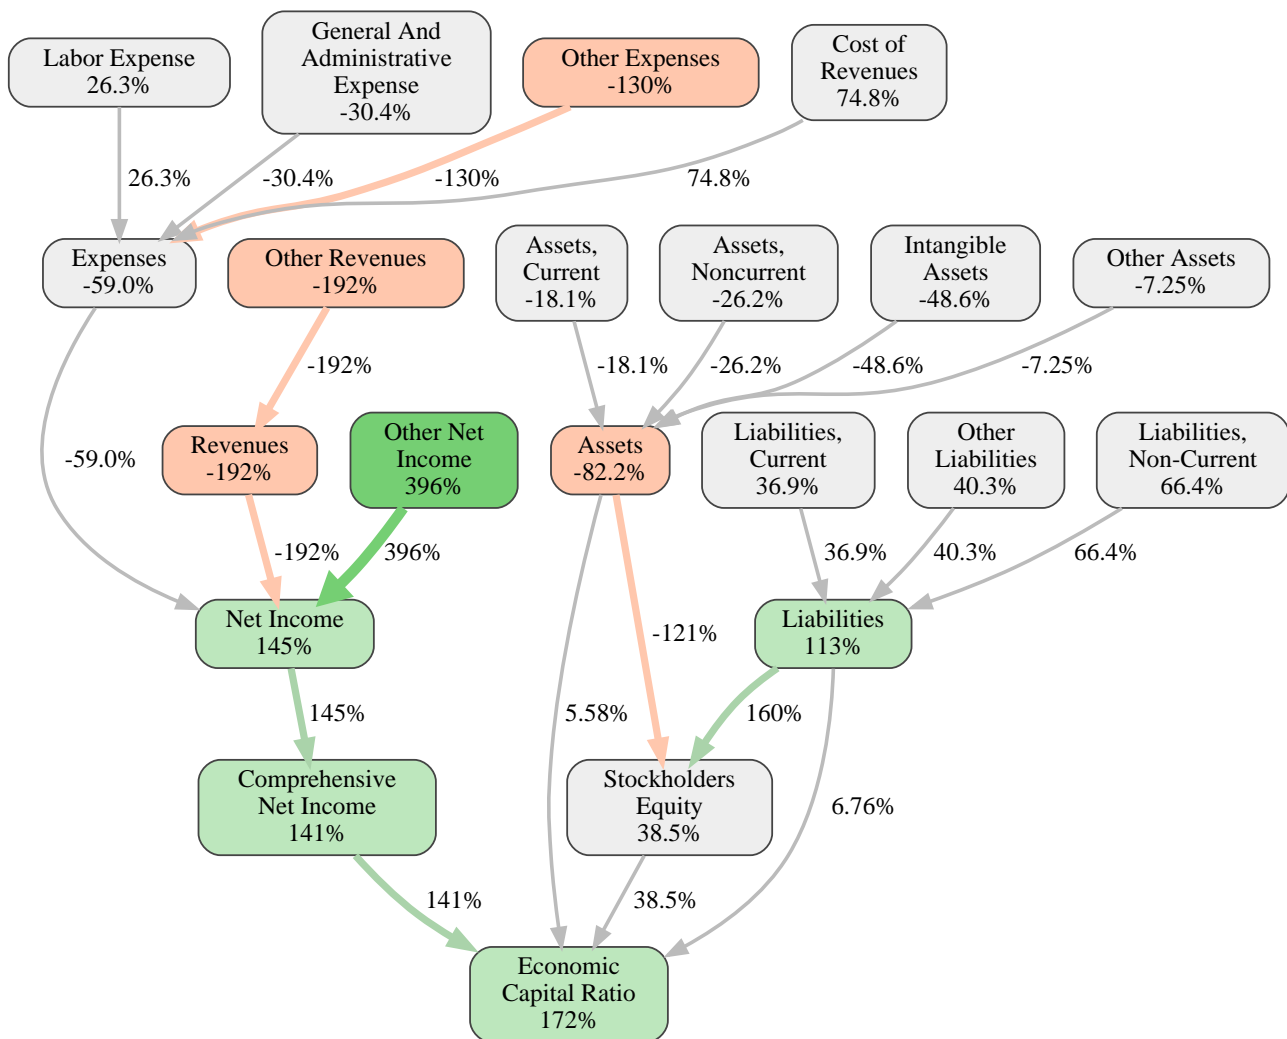 Labor Expense
26.3%
General And
Administrative
Expense
-30.4%
Other Expenses
-130%
Cost of
Revenues
74.8%
26.3%
-30.4%
-130%
74.8%
Expenses
-59.0%
Other Revenues
-192%
Assets,
Current
-18.1%
Assets,
Noncurrent
-26.2%
Intangible
Assets
-48.6%
Other Assets
-7.25%
-192%
-18.1%
-26.2%
-48.6%
-7.25%
-59.0%
Revenues
-192%
Other Net
Income
396%
Assets
-82.2%
Liabilities,
Current
36.9%
Other
Liabilities
40.3%
Liabilities,
Non-Current
66.4%
-192%
396%
36.9%
40.3%
66.4%
Net Income
145%
-121%
Liabilities
113%
145%
5.58%
160%
Comprehensive
Net Income
141%
Stockholders
Equity
38.5%
6.76%
141%
38.5%
Economic
Capital Ratio
172%